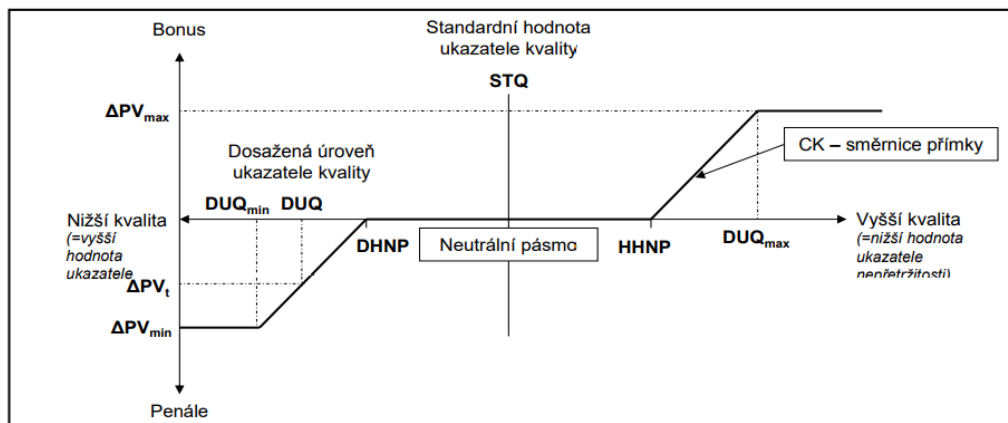 Bonus
Standardní hodnota
ukazatele kvality
STQ
ΔPVmax
CK – směrnice přímky
Dosažená úroveň
ukazatele kvality
DUQmin
DUQ
Nižší kvalita
(=vyšší
hodnota
ukazatele
DHNP
Neutrální pásmo
HHNP
DUQmax
Vyšší kvalita
(=nižší hodnota
ukazatele
nepřetržitosti)
ΔPVt
ΔPVmin
Penále